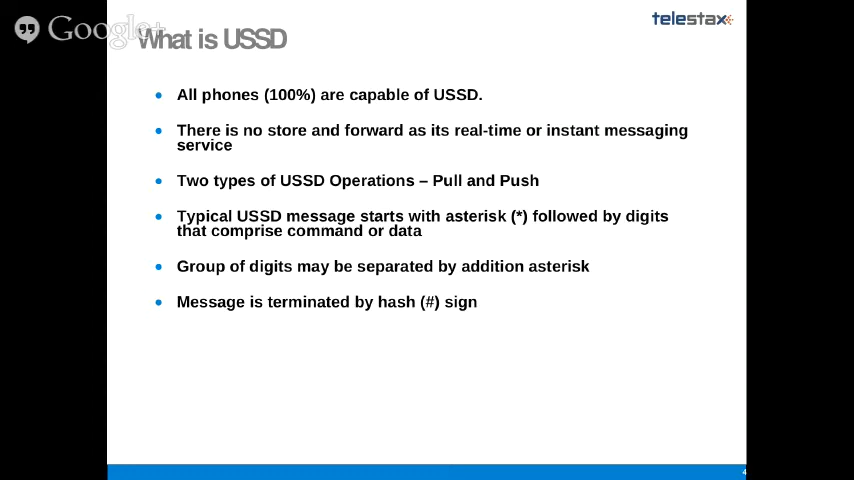 Google+
telestax
What is USSD
All phones (100%) are capable of USSD.
There is no store and forward as its real-time or instant messaging
service
Two types of USSD Operations – Pull and Push
Typical USSD message starts with asterisk (*) followed by digits
that comprise command or data
Group of digits may be separated by addition asterisk
Message is terminated by hash (#) sign
4